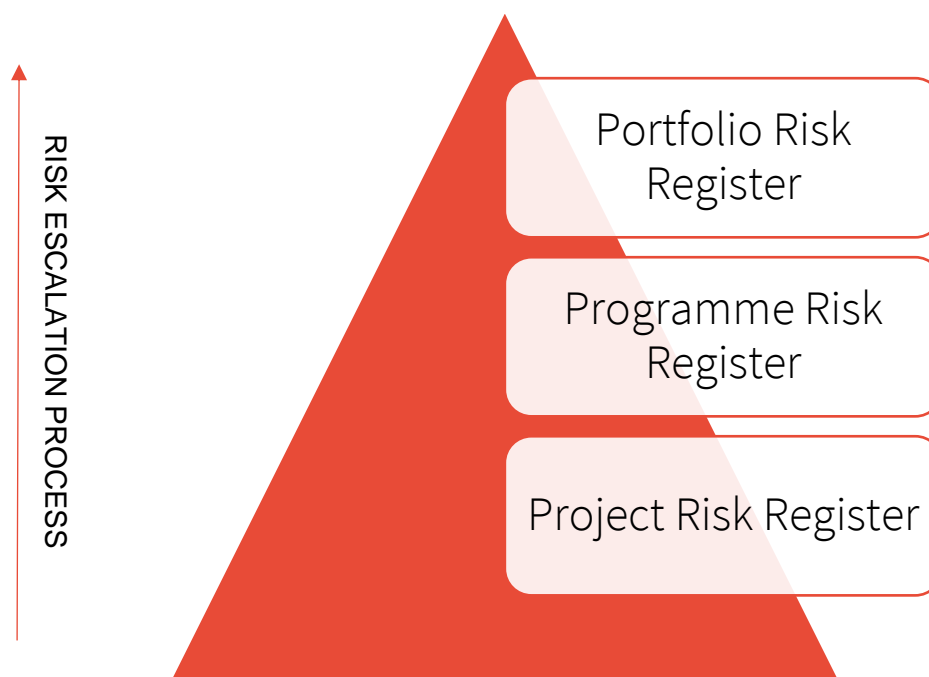 RISK ESCALATION PROCESS
Portfolio Risk
Register
Programme Risk
Register
Project Risk Register